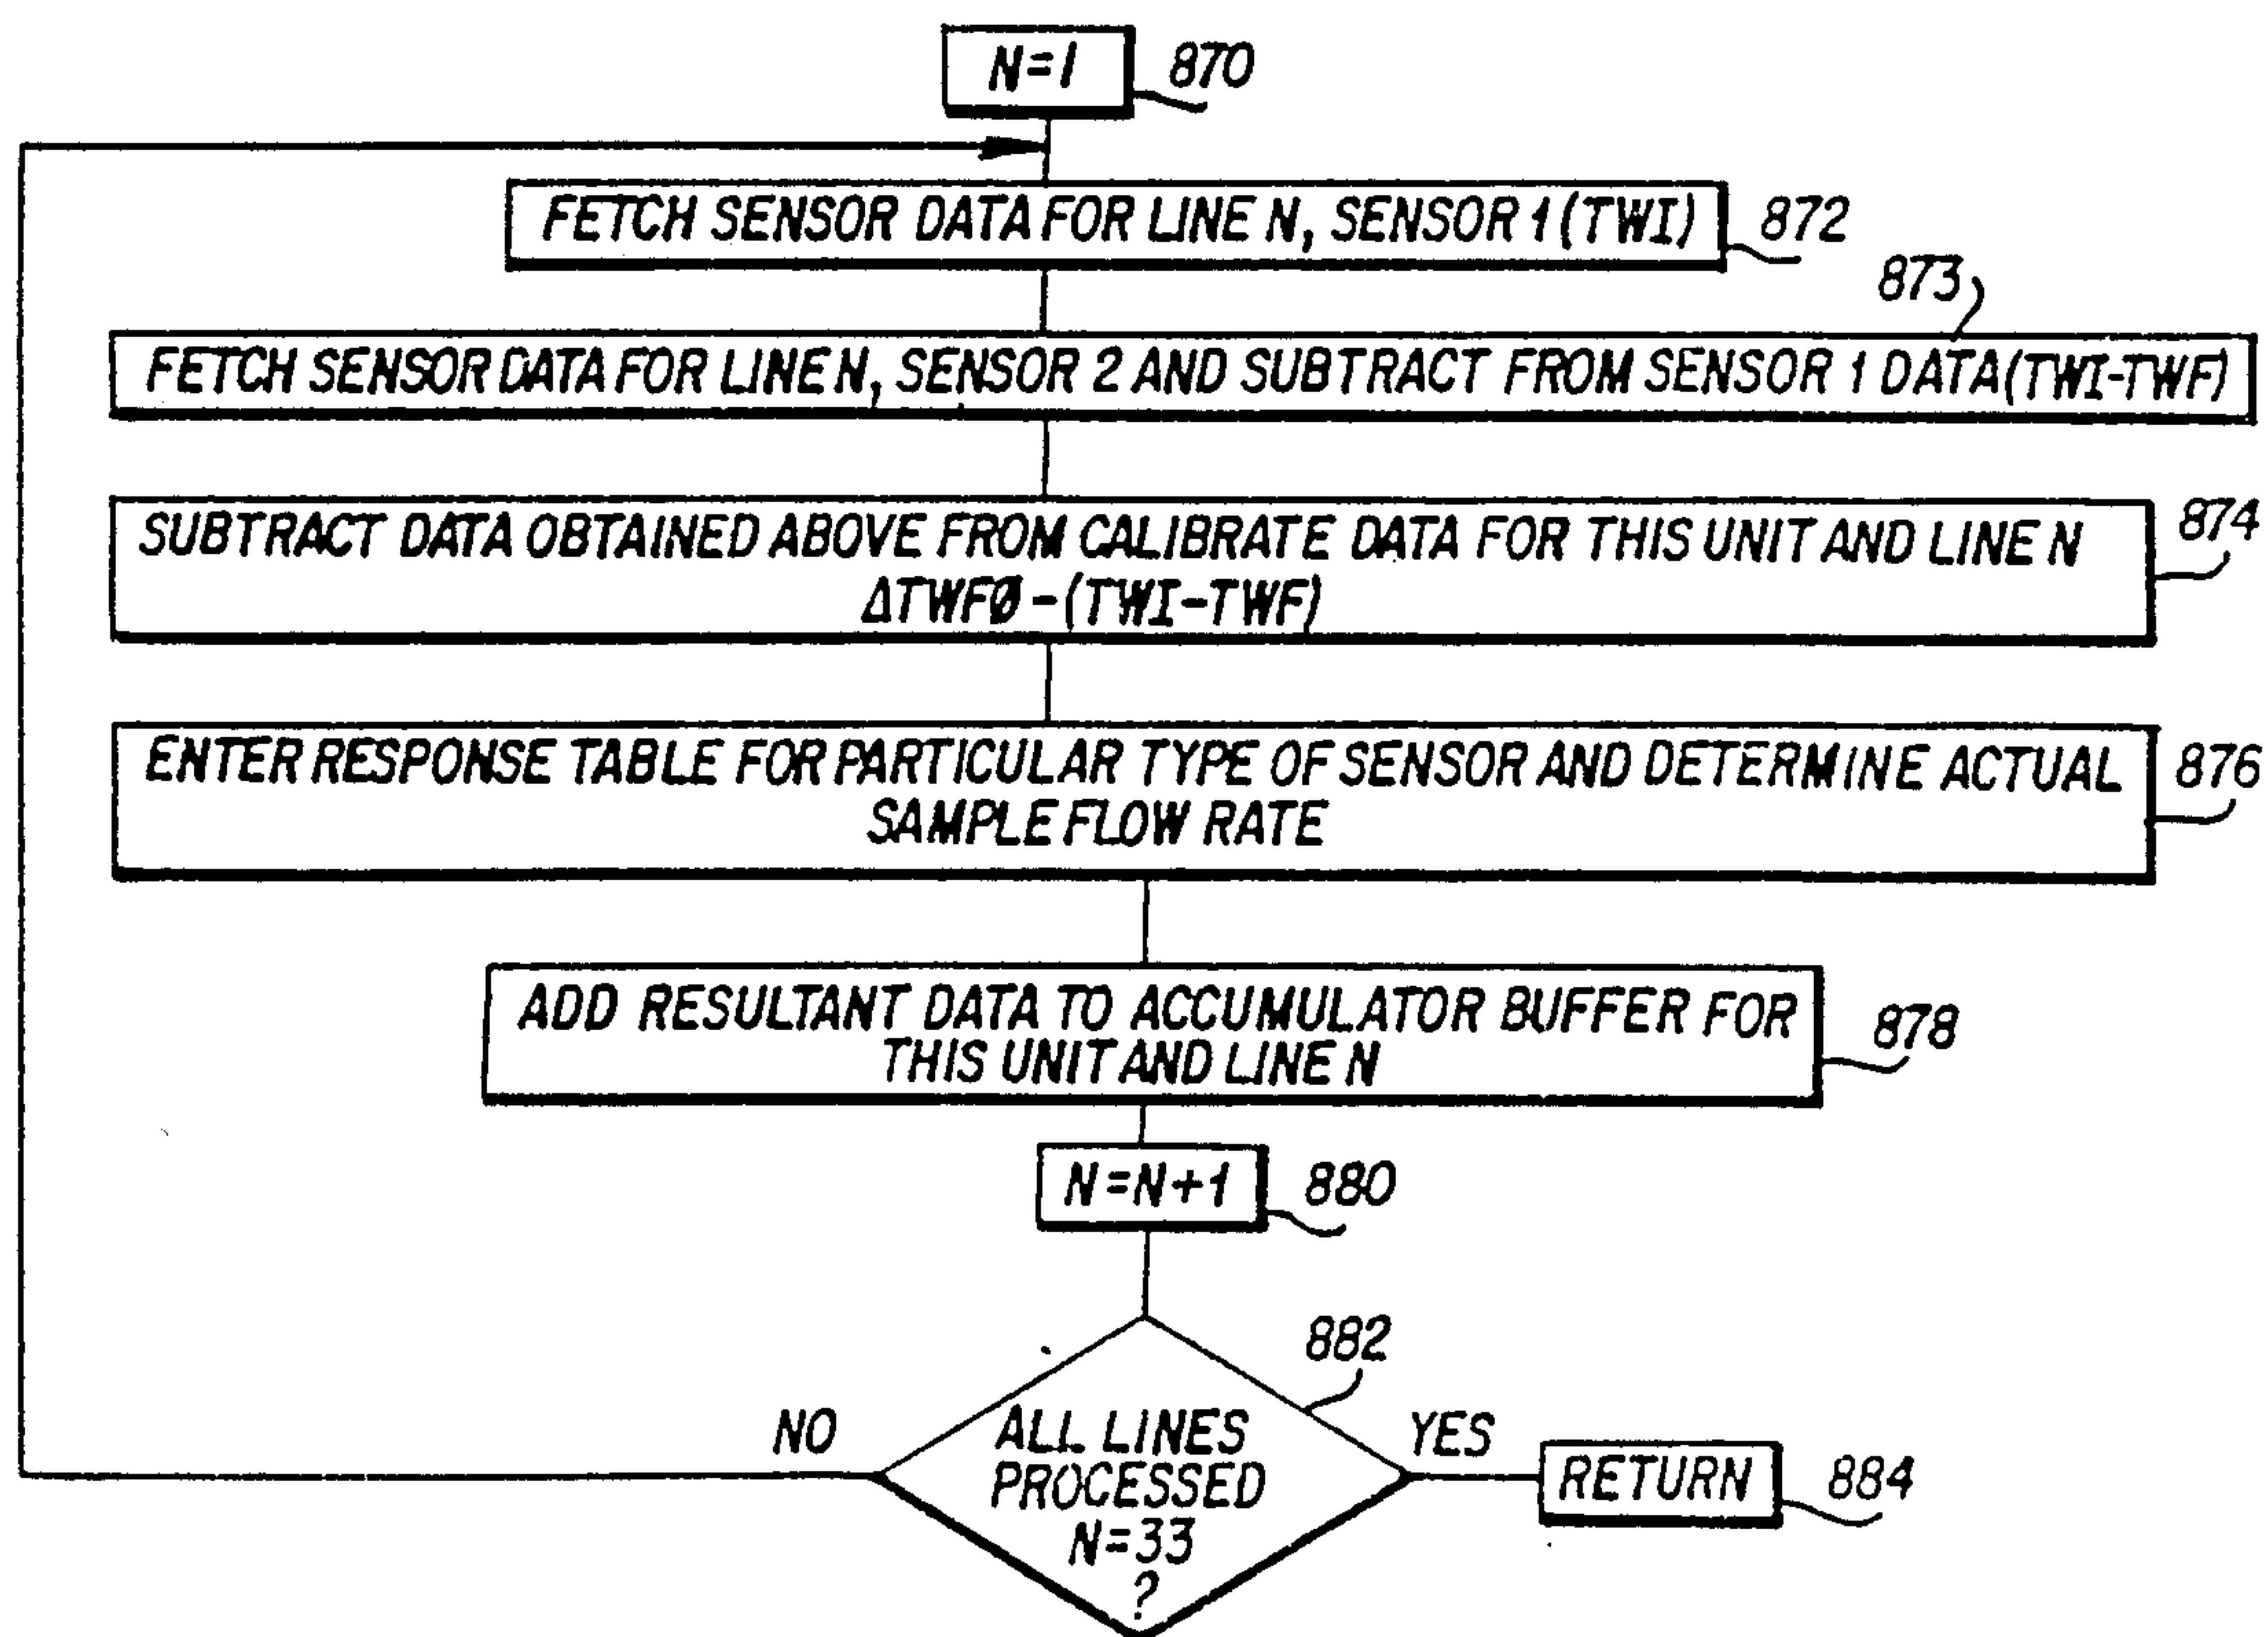 N=1
870
FETCH SENSOR DATA FOR LINE N, SENSOR 1 (TWI)
872
873
FETCH SENSOR DATA FOR LINE N, SENSOR 2 AND SUBTRACT FROM SENSOR 1 DATA (TWI-TWF)
SUBTRACT DATA OBTAINED ABOVE FROM CALIBRATE DATA FOR THIS UNIT AND LINE N
874
ΔTWFØ-(TWI-TWF)
ENTER RESPONSE TABLE FOR PARTICULAR TYPE OF SENSOR AND DETERMINE ACTUAL
876
SAMPLE FLOW RATE
ADD RESULTANT DATA TO ACCUMULATOR BUFFER FOR
878
THIS UNIT AND LINE N
N=N+1
880
882
NO
ALL LINES
YES
PROCESSED
RETURN
884
N=33
?